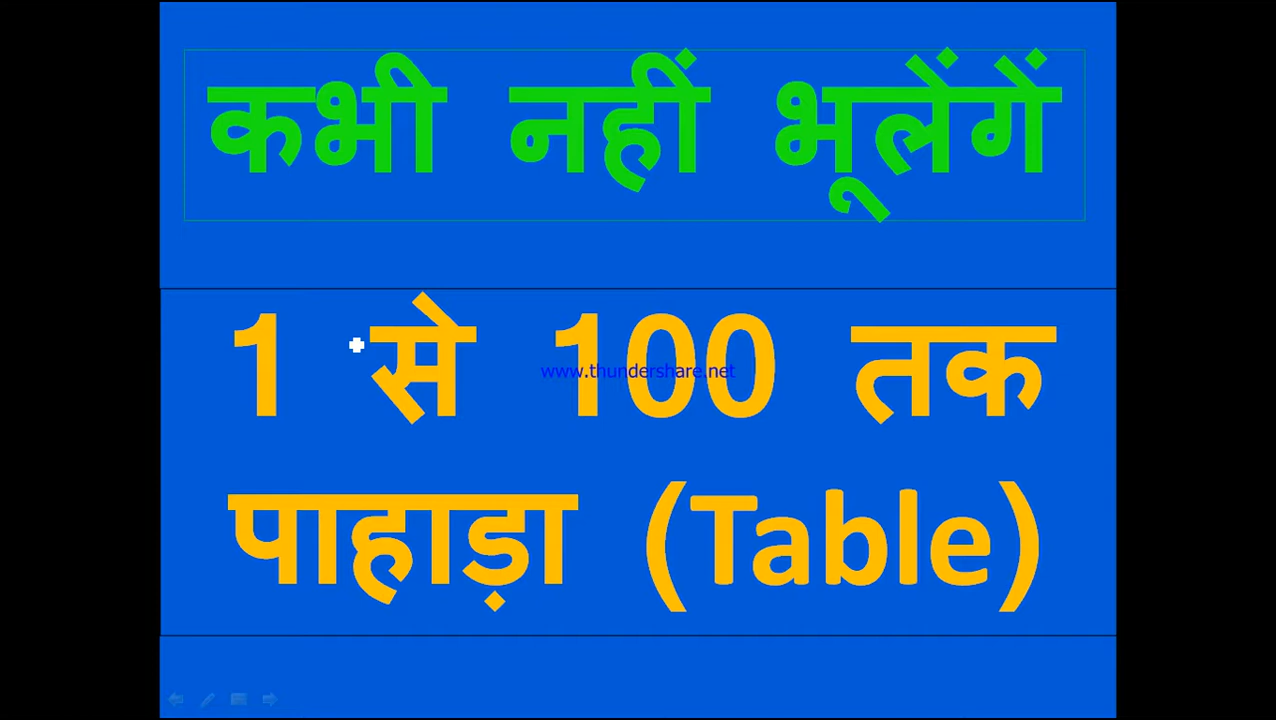 कभी नहीं भूलेंगें
1 से 100 तक
www.thundershare.net
पाहाड़ा (Table)